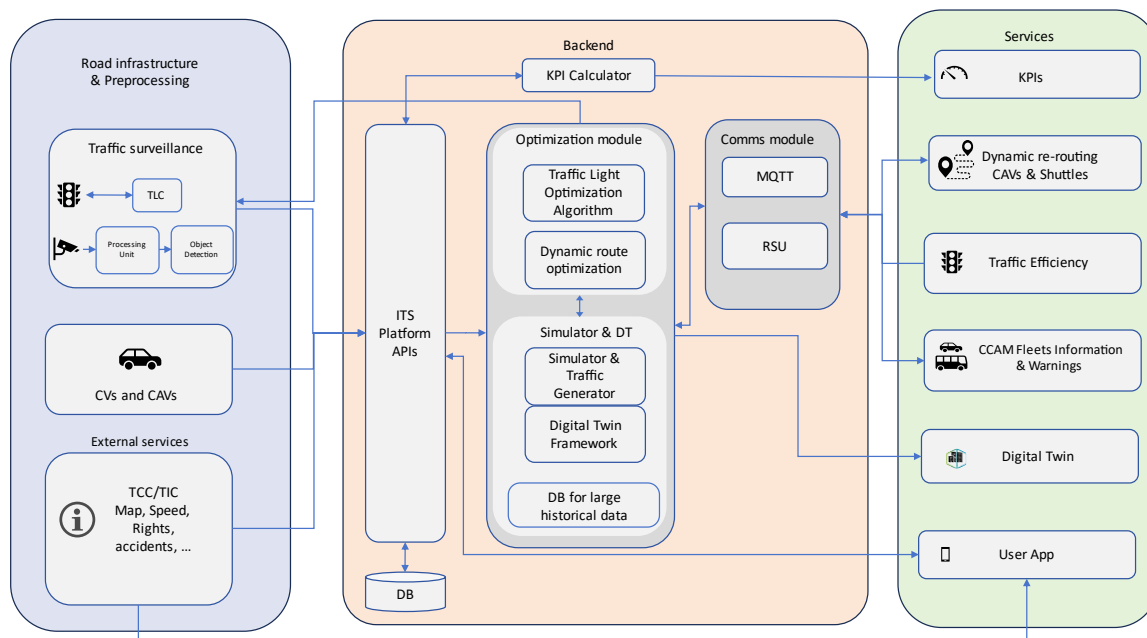 Road infrastructure
& Preprocessing
Traffic surveillance
TLC
Processing
Unit
Object
Detection
CVs and CAVs
External services
TCC/TIC
Map, Speed,
Rights,
accidents, ...
Backend
KPI Calculator
ITS
Platform
APIs
DB
Optimization module
Traffic Light
Optimization
Algorithm
Dynamic route
optimization
Simulator & DT
Simulator &
Traffic
Generator
Digital Twin
Framework
DB for large
historical data
Comms module
MQTT
RSU
Services
KPIs
Dynamic re-routing
CAVs & Shuttles
Traffic Efficiency
CCAM Fleets Information
& Warnings
Digital Twin
User App